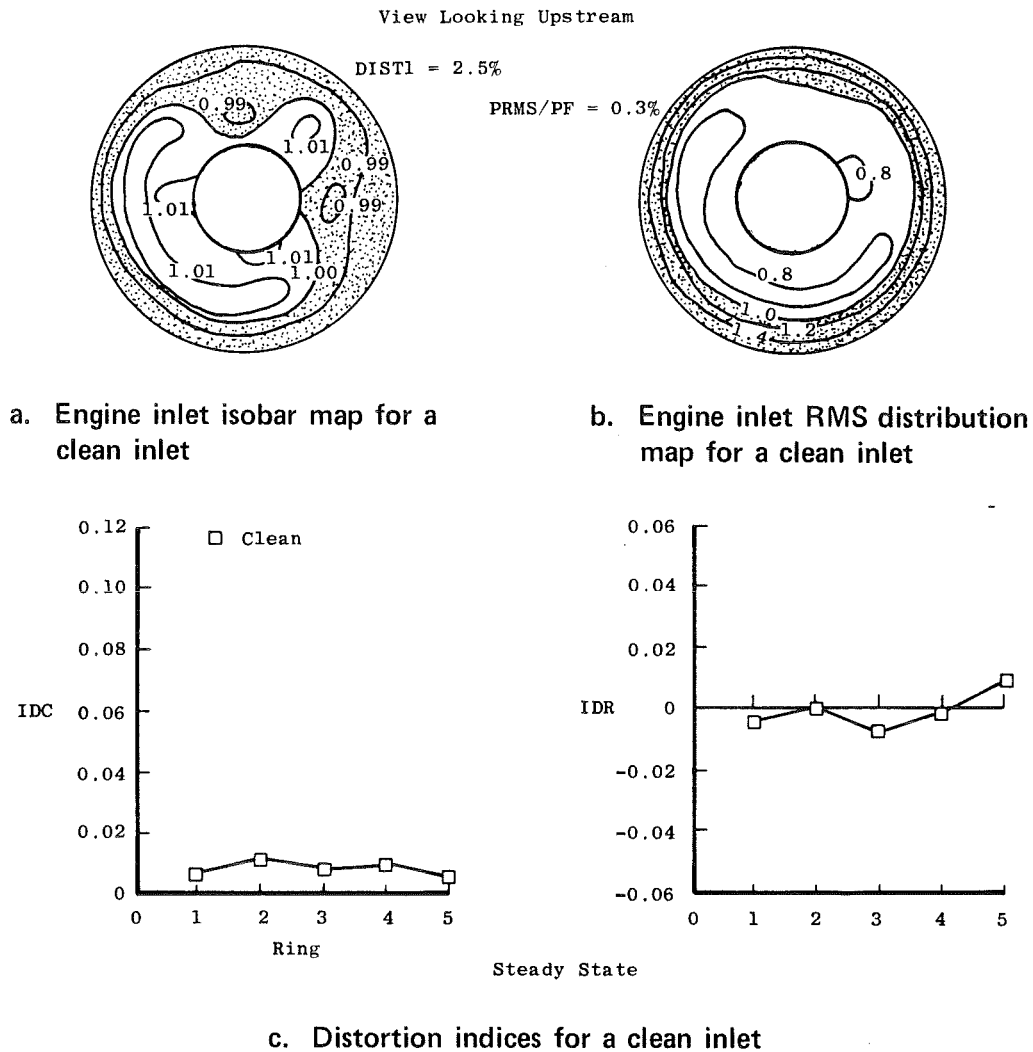 View Looking Upstream
DIST1 = 2.5%
PRMS/PF = 0.3%
0.99
1.01
0.99
0.99
1.01
1.01
1.01
1.00
0.8
0.8
1.0
1.2
1.4
a. Engine inlet isobar map for a
clean inlet
b. Engine inlet RMS distribution
map for a clean inlet
0.12
0.10
0.08
IDC 0.06
0.04
0.02
0
0 1 2 3 4 5
Ring
□ Clean
0.06
0.04
0.02
IDR 0
-0.02
-0.04
-0.06
0 1 2 3 4 5
Steady State
c. Distortion indices for a clean inlet